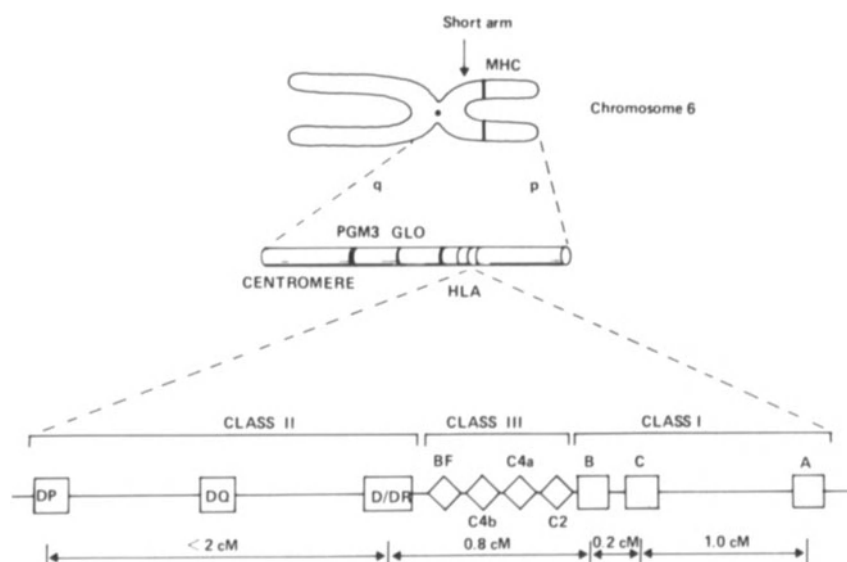 Short arm
MHC
Chromosome 6
q p
PGM3 GLO
CENTROMERE
HLA
CLASS II CLASS III CLASS I
BF C4a B C A
DP DQ D/DR
C4b C2
< 2 cM 0.8 cM 0.2 cM 1.0 cM